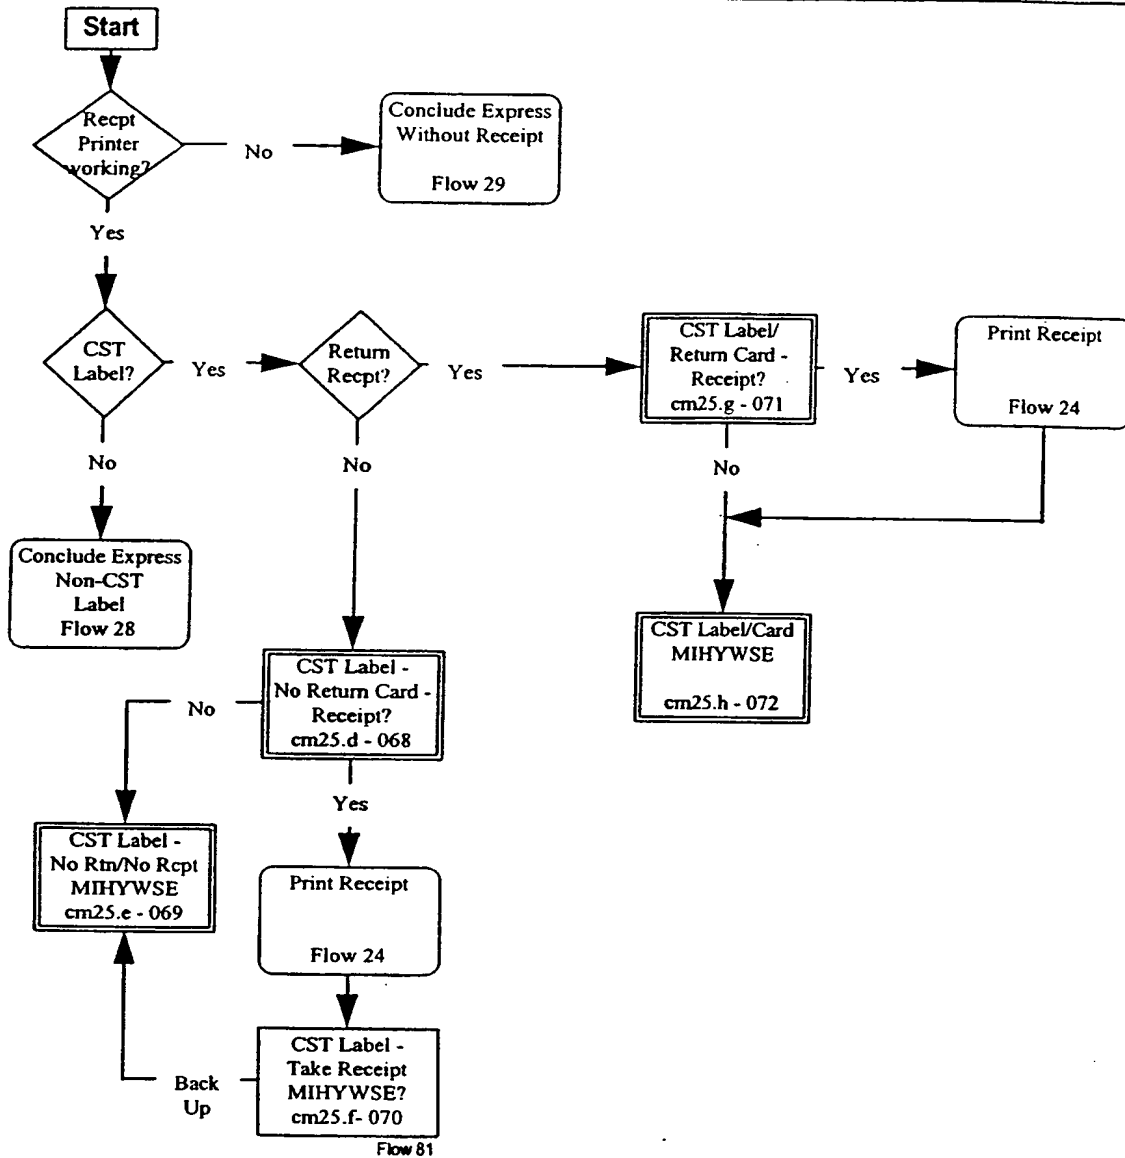 Start
Recpt
Printer
working?
No
Conclude Express
Without Receipt
Flow 29
Yes
CST
Label?
Yes
Return
Recpt?
Yes
CST Label/
Return Card -
Receipt?
cm25.g - 071
Yes
Print Receipt
Flow 24
No
No
No
Conclude Express
Non-CST
Label
Flow 28
CST Label/Card
MIHYWSE
cm25.h - 072
CST Label -
No Return Card -
Receipt?
cm25.d - 068
No
Yes
CST Label -
No Rtn/No Rcpt
MIHYWSE
cm25.e - 069
Print Receipt
Flow 24
CST Label -
Take Receipt
MIHYWSE?
cm25.f- 070
Back
Up
Flow 81